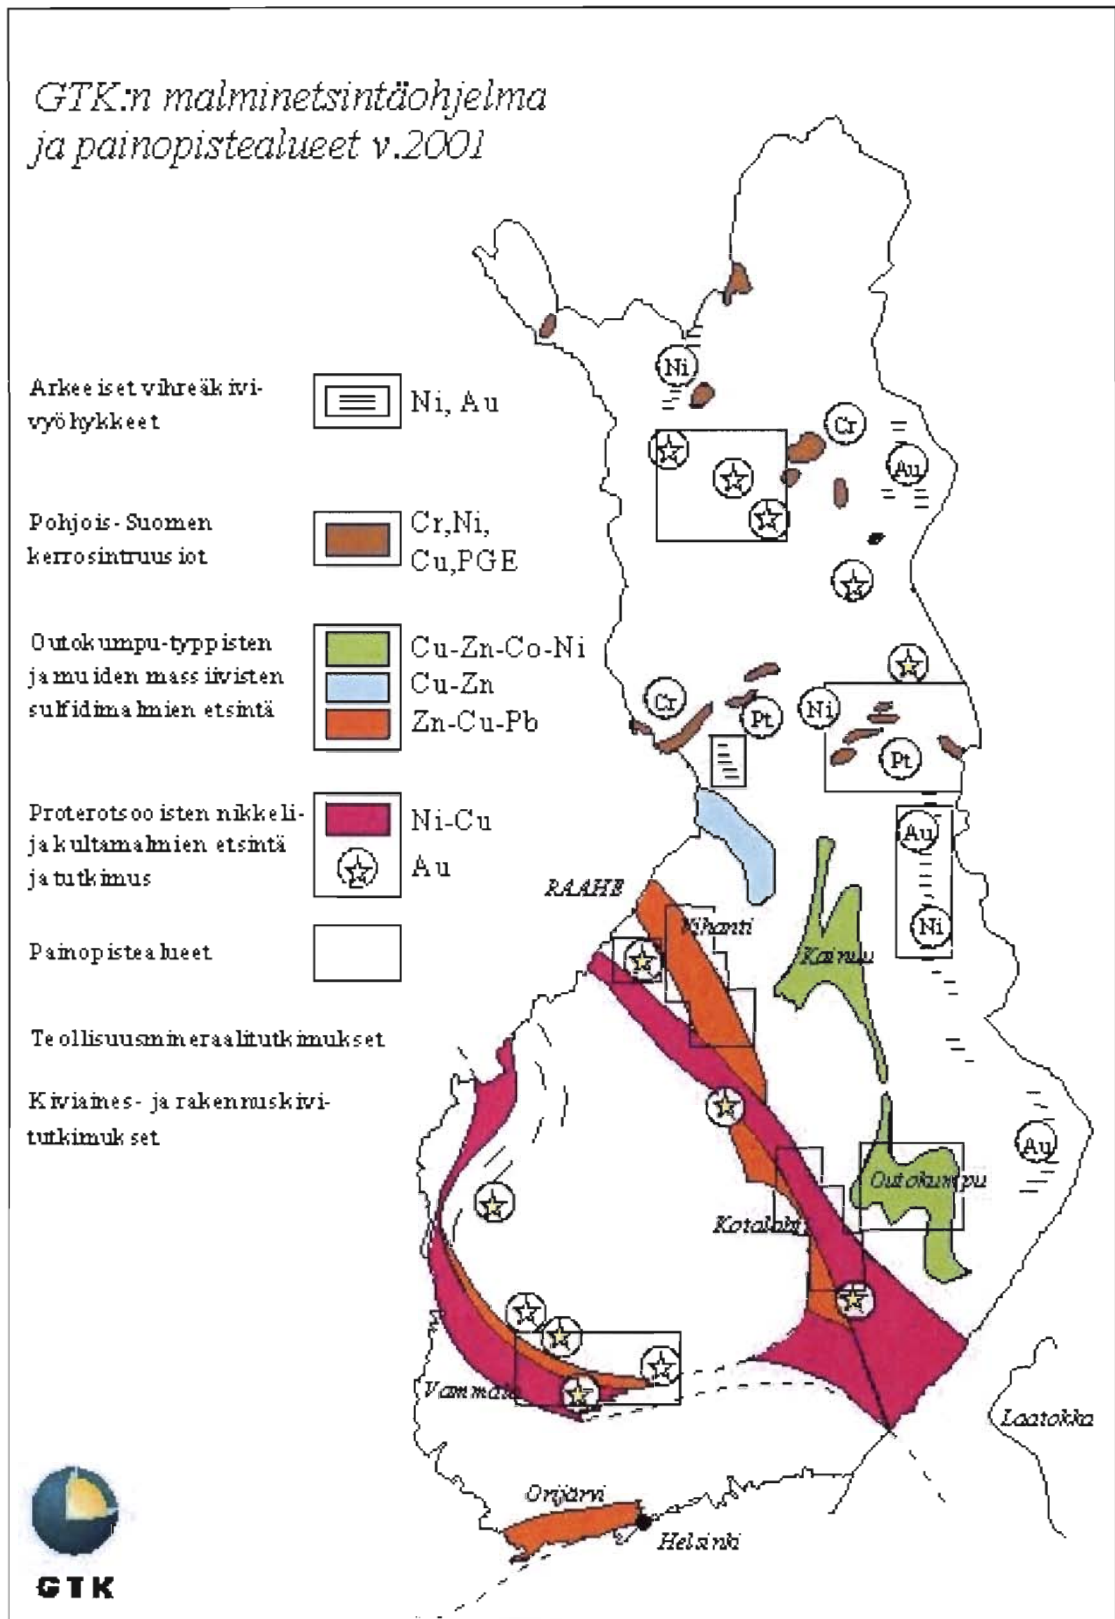 GTK:n malminetsintäohjelma
ja painopistealueet v.2001
Arkeeiset vihreäkivi-
vyöhykkeet
Ni, Au
Pohjois-Suomen
kerrosintruusiot
Cr,Ni,
Cu,PGE
Outokumpu-typpisten
ja muiden massiivisten
sulfidimalmien etsintä
Cu-Zn-Co-Ni
Cu-Zn
Zn-Cu-Pb
Proterotsooisten nikkeli-
ja kultamalmien etsintä
ja tutkimus
Ni-Cu
Au
Painopistealueet
Teollisuusmineraalitutkimukset
Kiviaines- ja rakennuskivi-
tutkimukset
Ni
Cr
Au
Cr
Pt
Ni
Pt
Au
RAAHE
Vihanti
Ni
Kainuu
Au
Outokumpu
Kotalahti
Vammala
Laatokka
Orijärvi
Helsinki
GTK